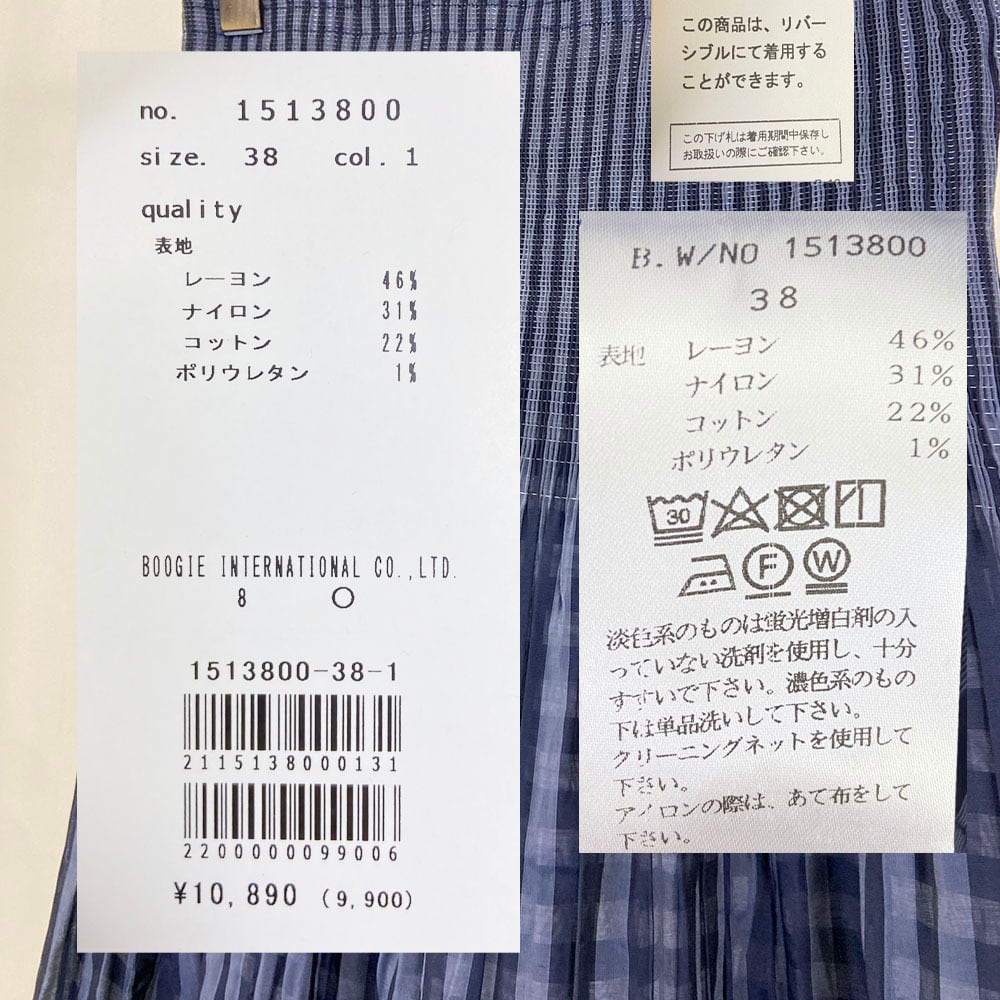 no. 1513800
size. 38 col. 1
quality
表地
レーヨン 46%
ナイロン 31%
コットン 22%
ポリウレタン 1%
BOOGIE INTERNATIONAL CO.,LTD.
8 ○
1513800-38-1
2115138000131
2200000099006
¥10,890 (9,900)
この商品は、リバー
シブルにて着用する
ことができます。
この下げ札は着用期間中保存し
お取扱いの際にご確認下さい。
B.W/NO 1513800
38
表地 レーヨン 46%
ナイロン 31%
コットン 22%
ポリウレタン 1%
30
F W
淡色系のものは蛍光増白剤の入
っていない洗剤を使用し、十分
すすいで下さい。濃色系のもの
下は単品洗いして下さい。
クリーニングネットを使用して
下さい。
アイロンの際は、あて布をして
下さい。